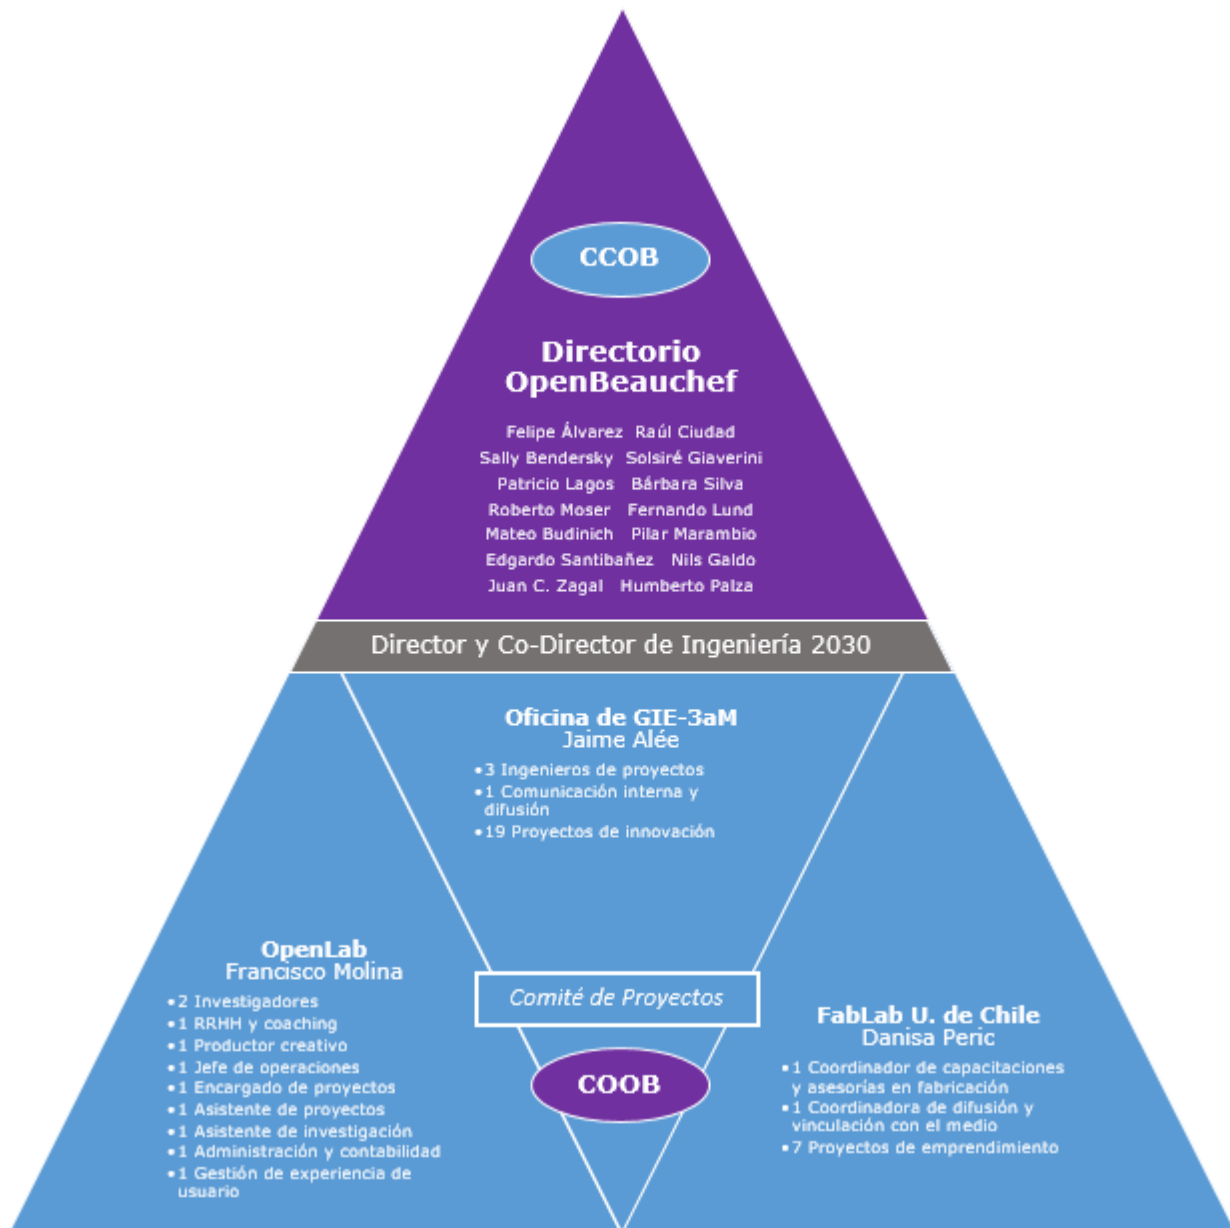 CCOB
Directorio
OpenBeauchef
Felipe Álvarez Raúl Ciudad
Sally Bendersky Solsiré Giaverini
Patricio Lagos Bárbara Silva
Roberto Moser Fernando Lund
Mateo Budinich Pilar Marambio
Edgardo Santibañez Nils Galdo
Juan C. Zagal Humberto Palza
Director y Co-Director de Ingeniería 2030
Oficina de GIE-3aM
Jaime Alée
•3 Ingenieros de proyectos
•1 Comunicación interna y
difusión
•19 Proyectos de innovación
OpenLab
Francisco Molina
•2 Investigadores
•1 RRHH y coaching
•1 Productor creativo
•1 Jefe de operaciones
•1 Encargado de proyectos
•1 Asistente de proyectos
•1 Asistente de investigación
•1 Administración y contabilidad
•1 Gestión de experiencia de
usuario
Comité de Proyectos
COOB
FabLab U. de Chile
Danisa Peric
•1 Coordinador de capacitaciones
y asesorías en fabricación
•1 Coordinadora de difusión y
vinculación con el medio
•7 Proyectos de emprendimiento